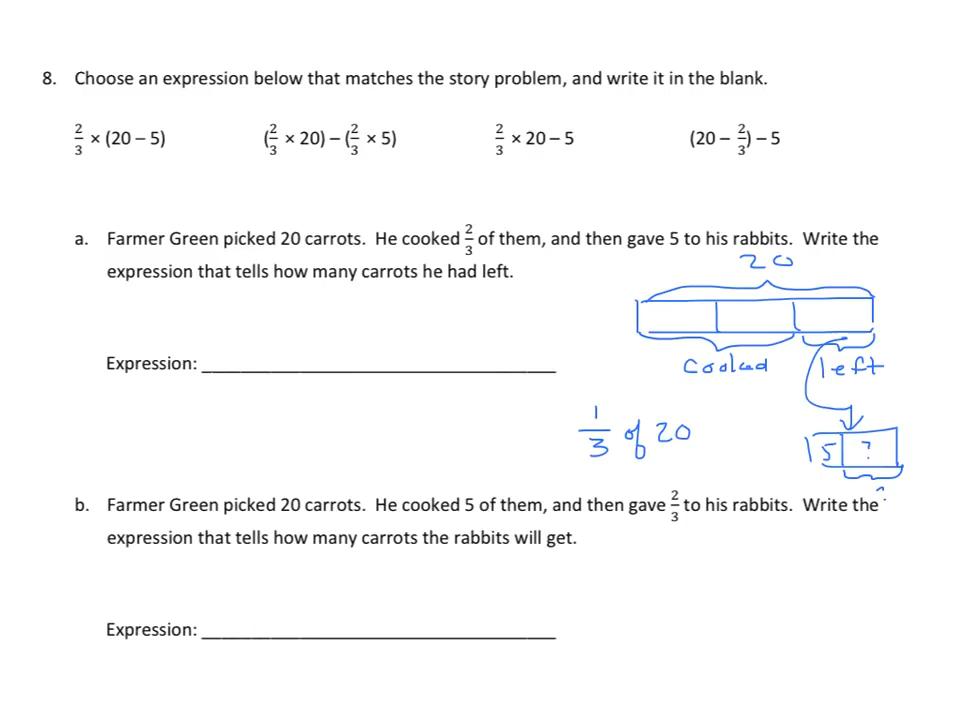 8. Choose an expression below that matches the story problem, and write it in the blank.
2/3 × (20 – 5) (2/3 × 20) – (2/3 × 5) 2/3 × 20 – 5 (20 – 2/3) – 5
a. Farmer Green picked 20 carrots. He cooked 2/3 of them, and then gave 5 to his rabbits. Write the
expression that tells how many carrots he had left.
20
Expression: ____________________
cooked left
1/3 of 20
5 ?
?
b. Farmer Green picked 20 carrots. He cooked 5 of them, and then gave 2/3 to his rabbits. Write the
expression that tells how many carrots the rabbits will get.
Expression: ____________________